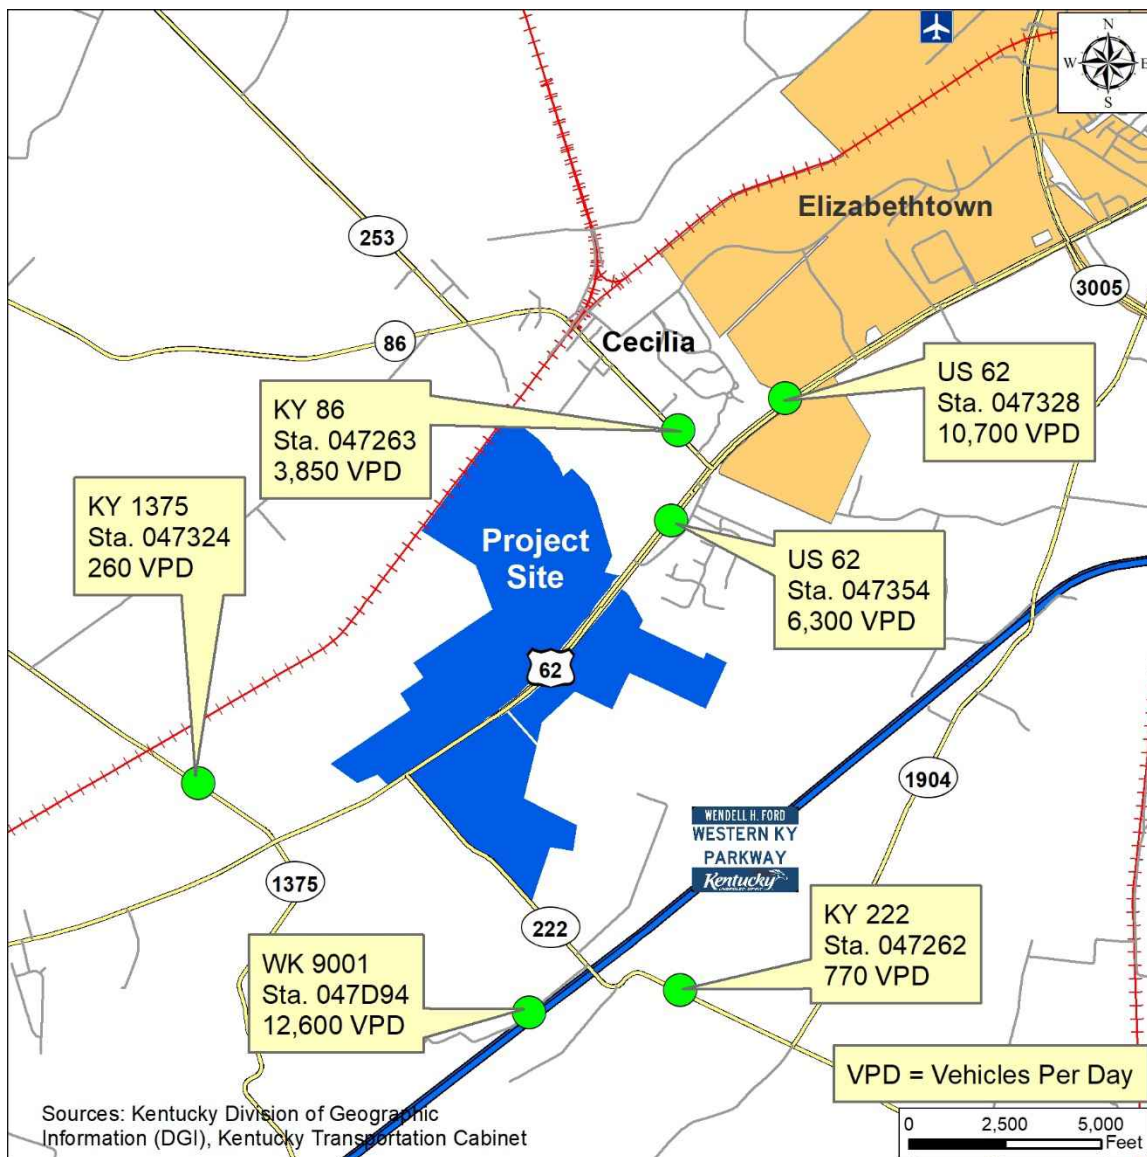 N
W E
S
Elizabethtown
253
3005
86
Cecilia
US 62
Sta. 047328
10,700 VPD
KY 86
Sta. 047263
3,850 VPD
KY 1375
Sta. 047324
260 VPD
Project
Site
US 62
Sta. 047354
6,300 VPD
62
1904
WENDELL H. FORD
WESTERN KY
PARKWAY
Kentucky
1375
222
KY 222
Sta. 047262
770 VPD
WK 9001
Sta. 047D94
12,600 VPD
VPD = Vehicles Per Day
Sources: Kentucky Division of Geographic
Information (DGI), Kentucky Transportation Cabinet
0 2,500 5,000
Feet